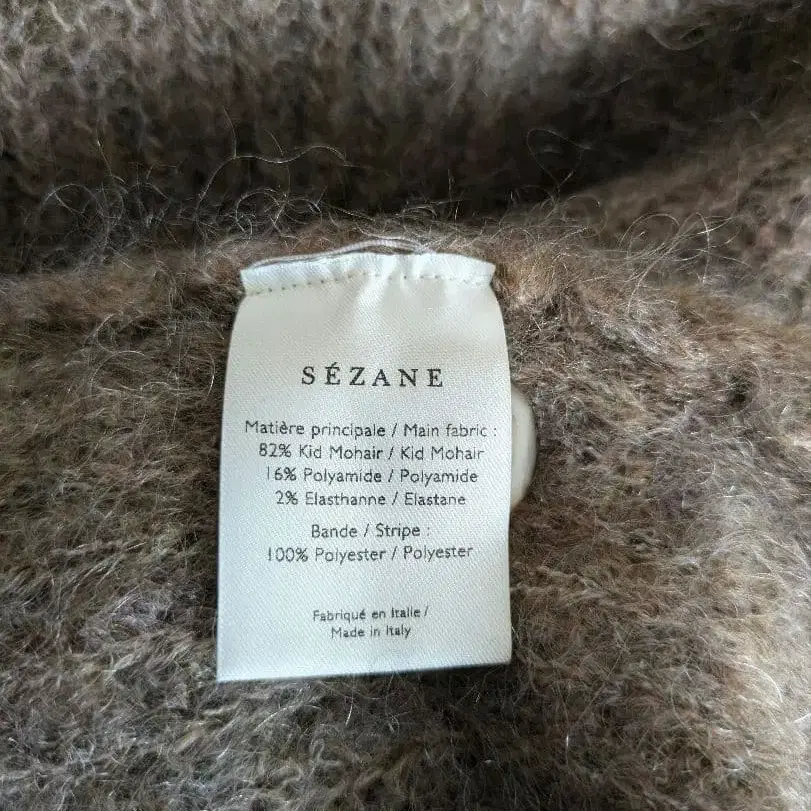 SÉZANE
Matière principale / Main fabric :
82% Kid Mohair / Kid Mohair
16% Polyamide / Polyamide
2% Elasthanne / Elastane
Bande / Stripe :
100% Polyester / Polyester
Fabriqué en Italie /
Made in Italy